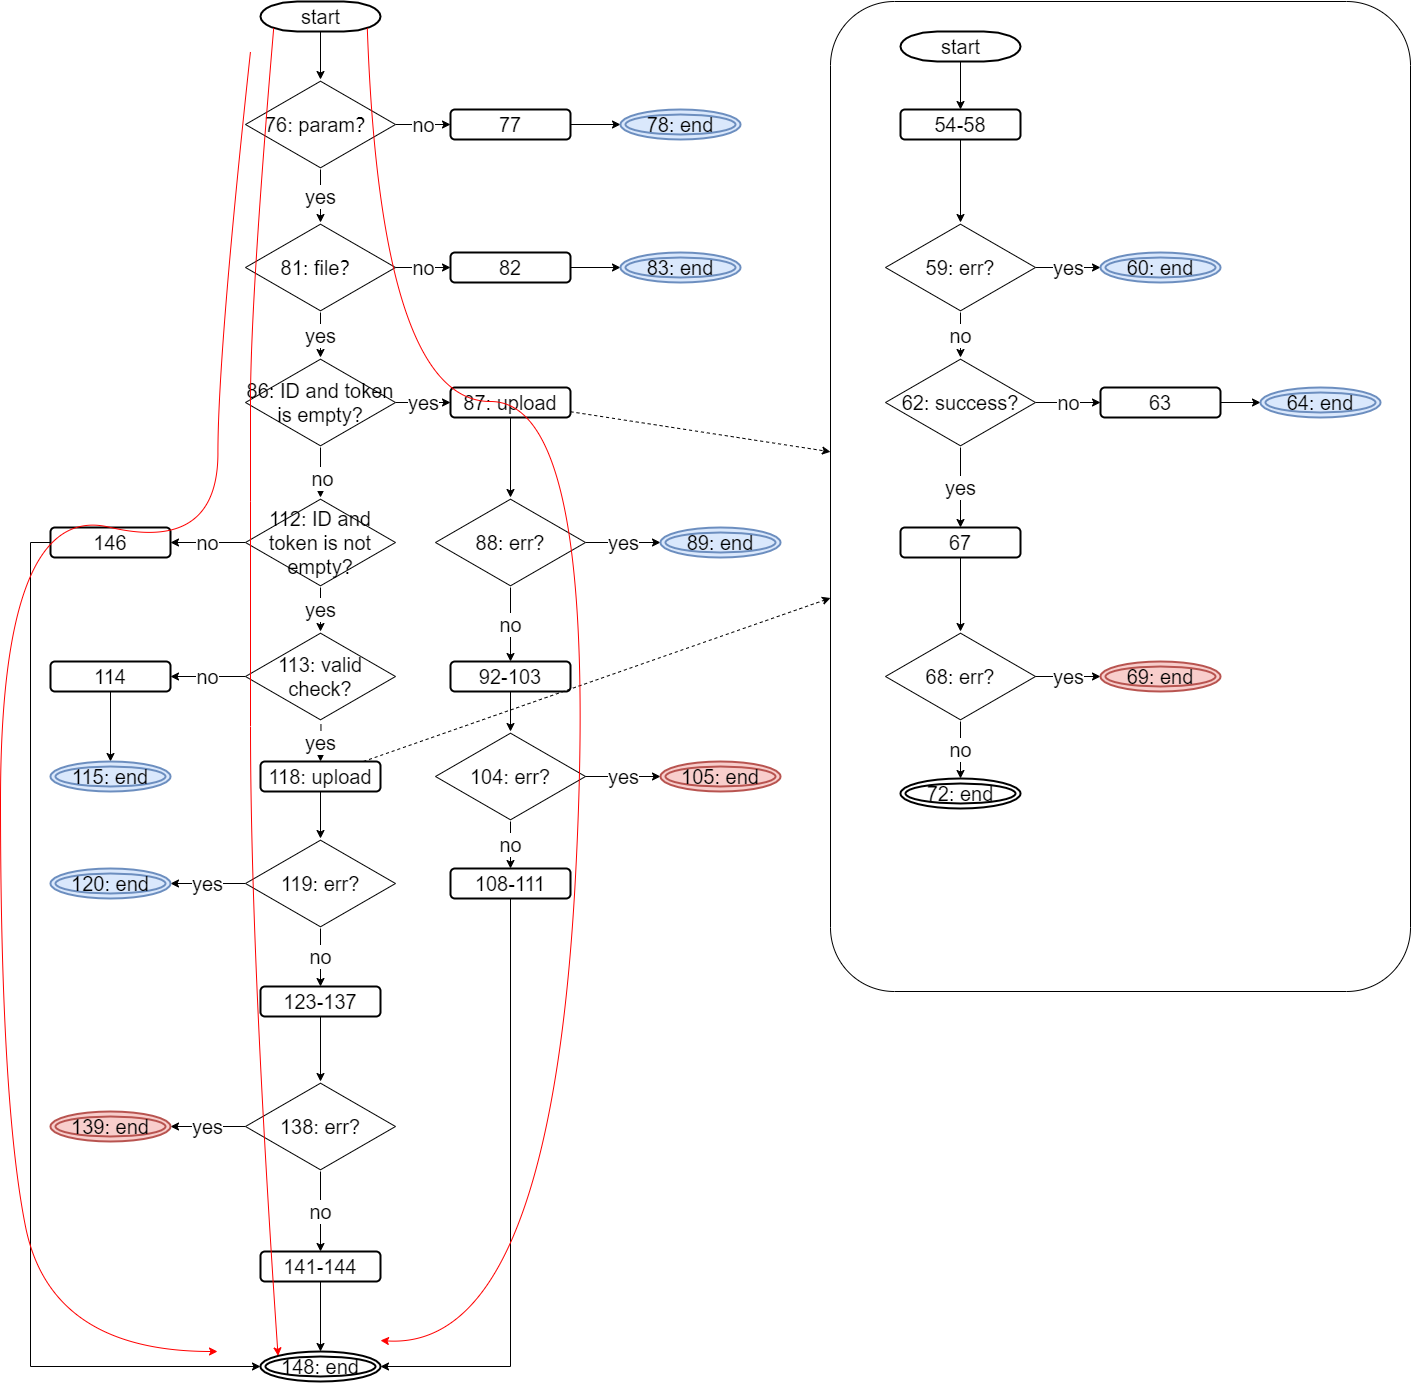 start
76: param?
no
77
78: end
yes
81: file?
no
82
83: end
yes
86: ID and token
is empty?
yes
87: upload
no
112: ID and
token is not
empty?
no
146
88: err?
yes
89: end
yes
no
113: valid
check?
no
114
92-103
115: end
yes
118: upload
104: err?
yes
105: end
no
119: err?
yes
120: end
108-111
no
123-137
138: err?
yes
139: end
no
141-144
148: end
start
54-58
59: err?
yes
60: end
no
62: success?
no
63
64: end
yes
67
68: err?
yes
69: end
no
72: end